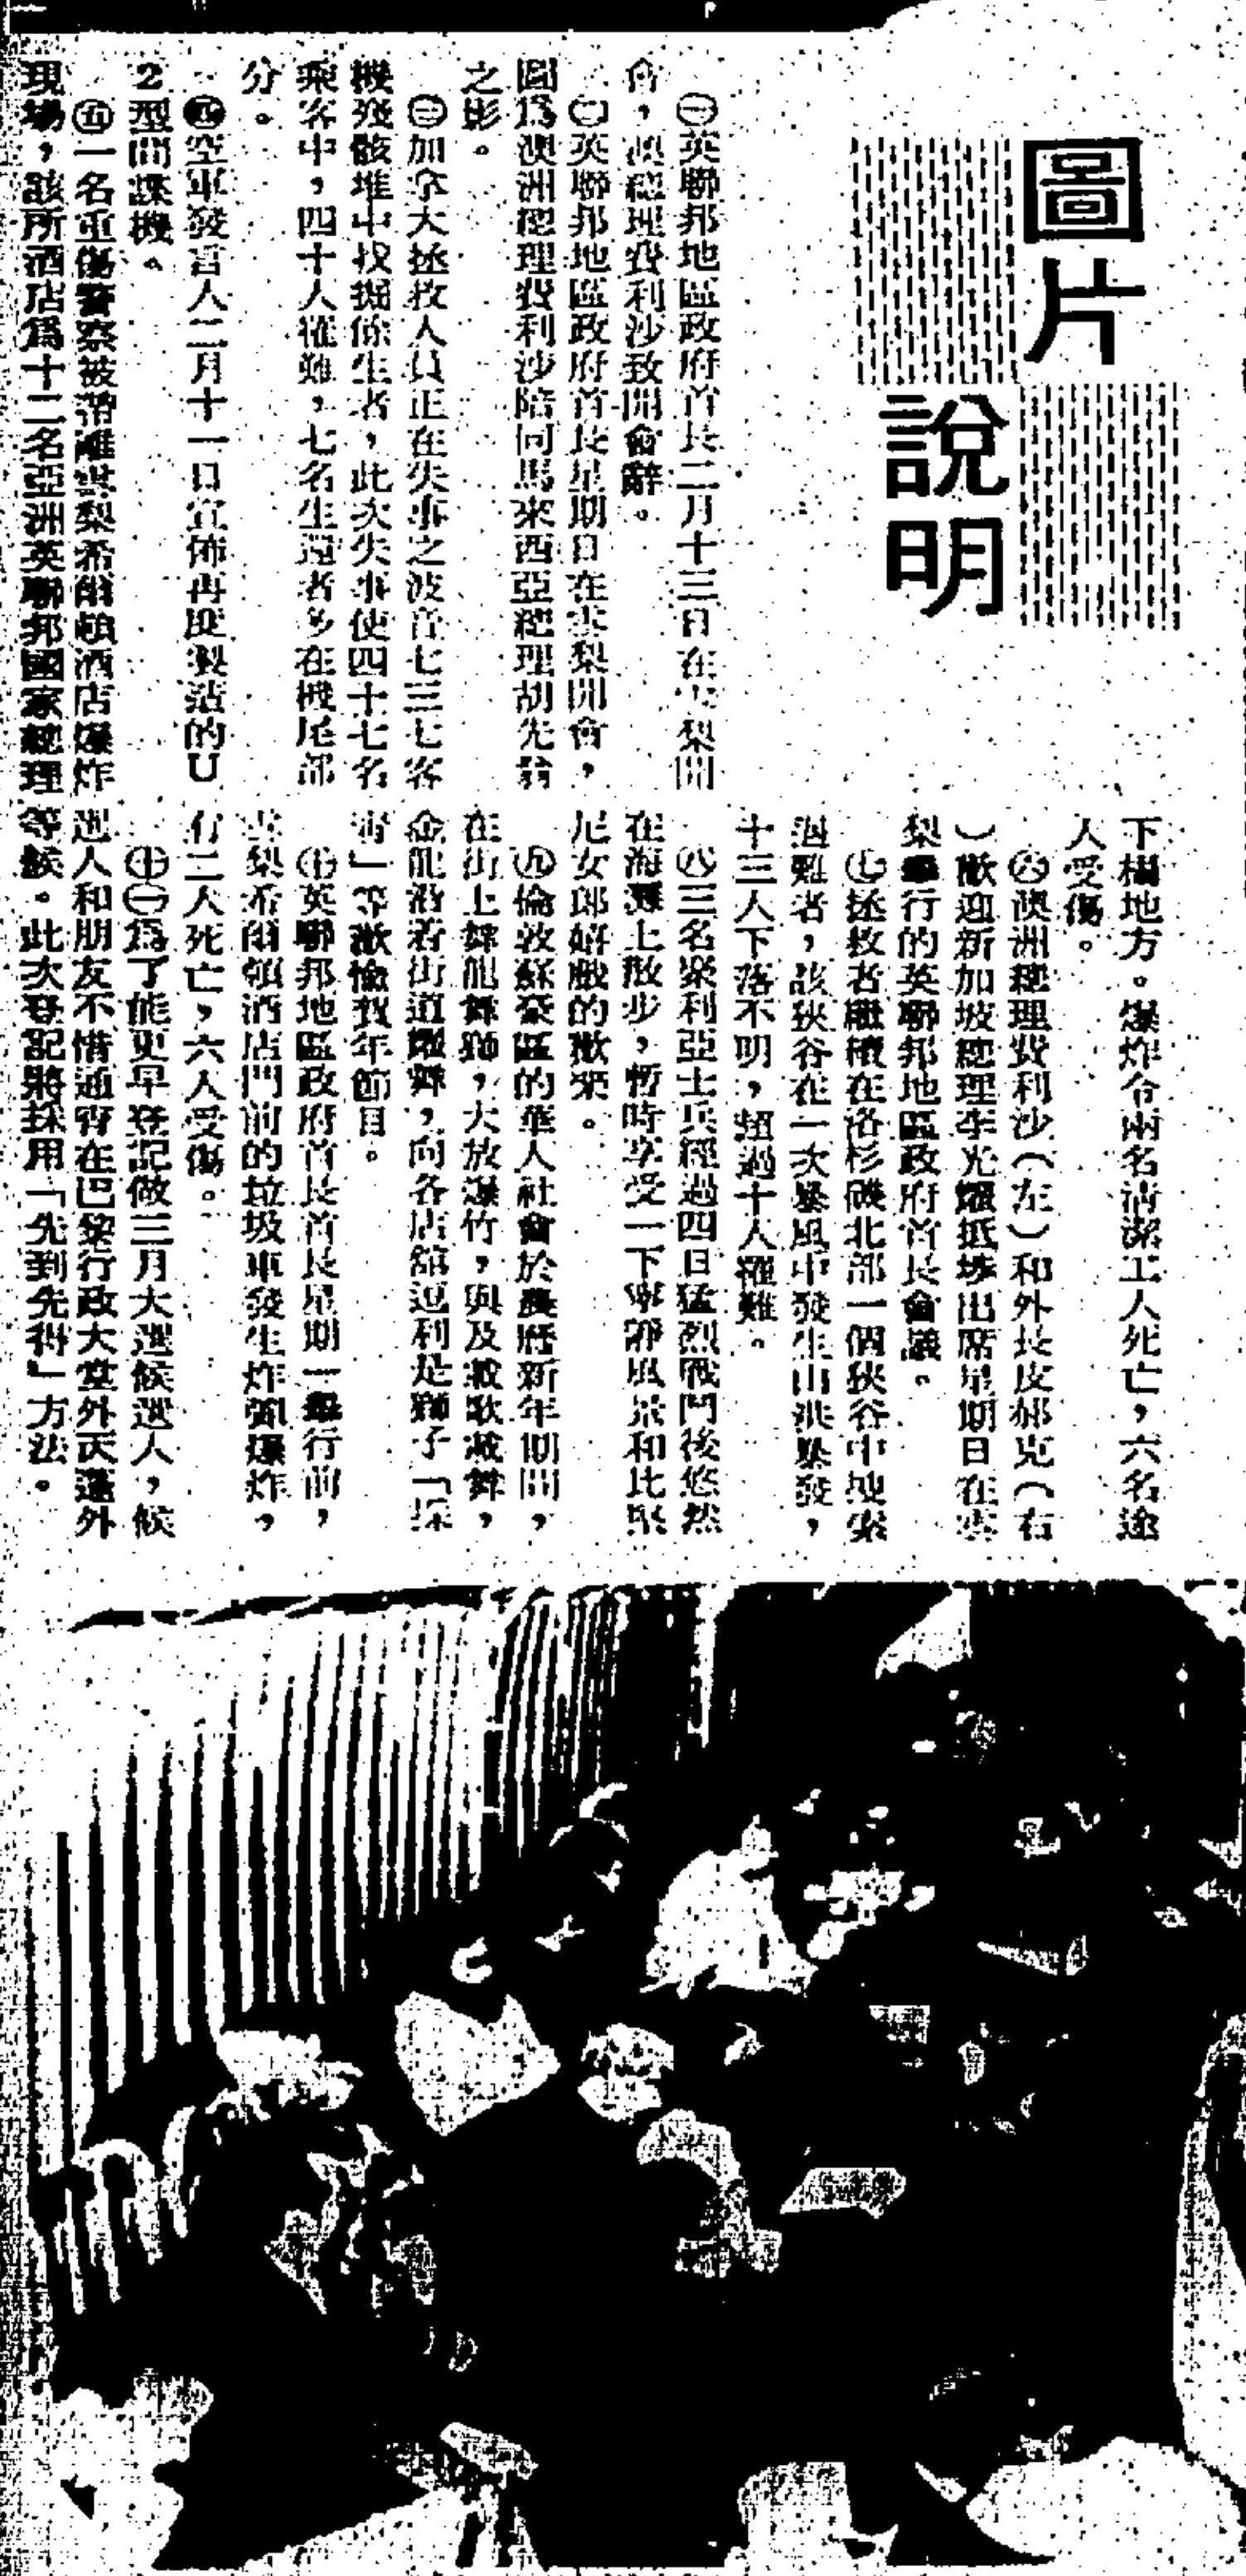 圖片
說明
㊀英聯邦地區政府首長二月十三日在雪梨開
會，澳總理費利沙致開會辭。
㊁英聯邦地區政府首長星期日在雪梨開會，
圖爲澳洲總理費利沙陪同馬來西亞總理胡先翁
之影。
㊂加拿大拯救人員正在失事之波音七三七客
機殘骸堆中找掘餘生者，此次失事使四十七名
乘客中，四十人罹難，七名生還者多在機尾部
分。
㊃空軍發言人二月十一日宣佈再度製造的U
2型間諜機。
㊄一名重傷警察被帶離雪梨希爾頓酒店爆炸
現場，該所酒店爲十二名亞洲英聯邦國家總理
下榻地方。爆炸令兩名清潔工人死亡，六名途
人受傷。
㊅澳洲總理費利沙（左）和外長皮郝克（右
）歡迎新加坡總理李光耀抵埗出席星期日在雪
梨舉行的英聯邦地區政府首長會議。
㊆拯救者繼續在洛杉磯北部一個狹谷中搜索
遇難者，該狹谷在一次暴風中發生山洪暴發，
十三人下落不明，超過十人罹難。
㊇三名索利亞士兵經過四日猛烈戰鬥後悠然
在海灘上散步，暫時享受一下寧靜風景和比堅
尼女郎嬉戲的歡樂。
㊈倫敦蘇豪區的華人社會於農曆新年期間，
在街上舞龍舞獅，大放爆竹，與及載歌載舞，
金龍沿着街道耀舞，向各店舖逗利是獅子「採
青」等歡愉賀年節目。
㊉英聯邦地區政府首長首長星期一舉行前，
雪梨希爾頓酒店門前的垃圾車發生炸彈爆炸，
有二人死亡，六人受傷。
㊉㊀爲了能更早登記做三月大選候選人，候
選人和朋友不惜通宵在巴黎行政大堂外天蓬外
等候。此次登記將採用「先到先得」方法。